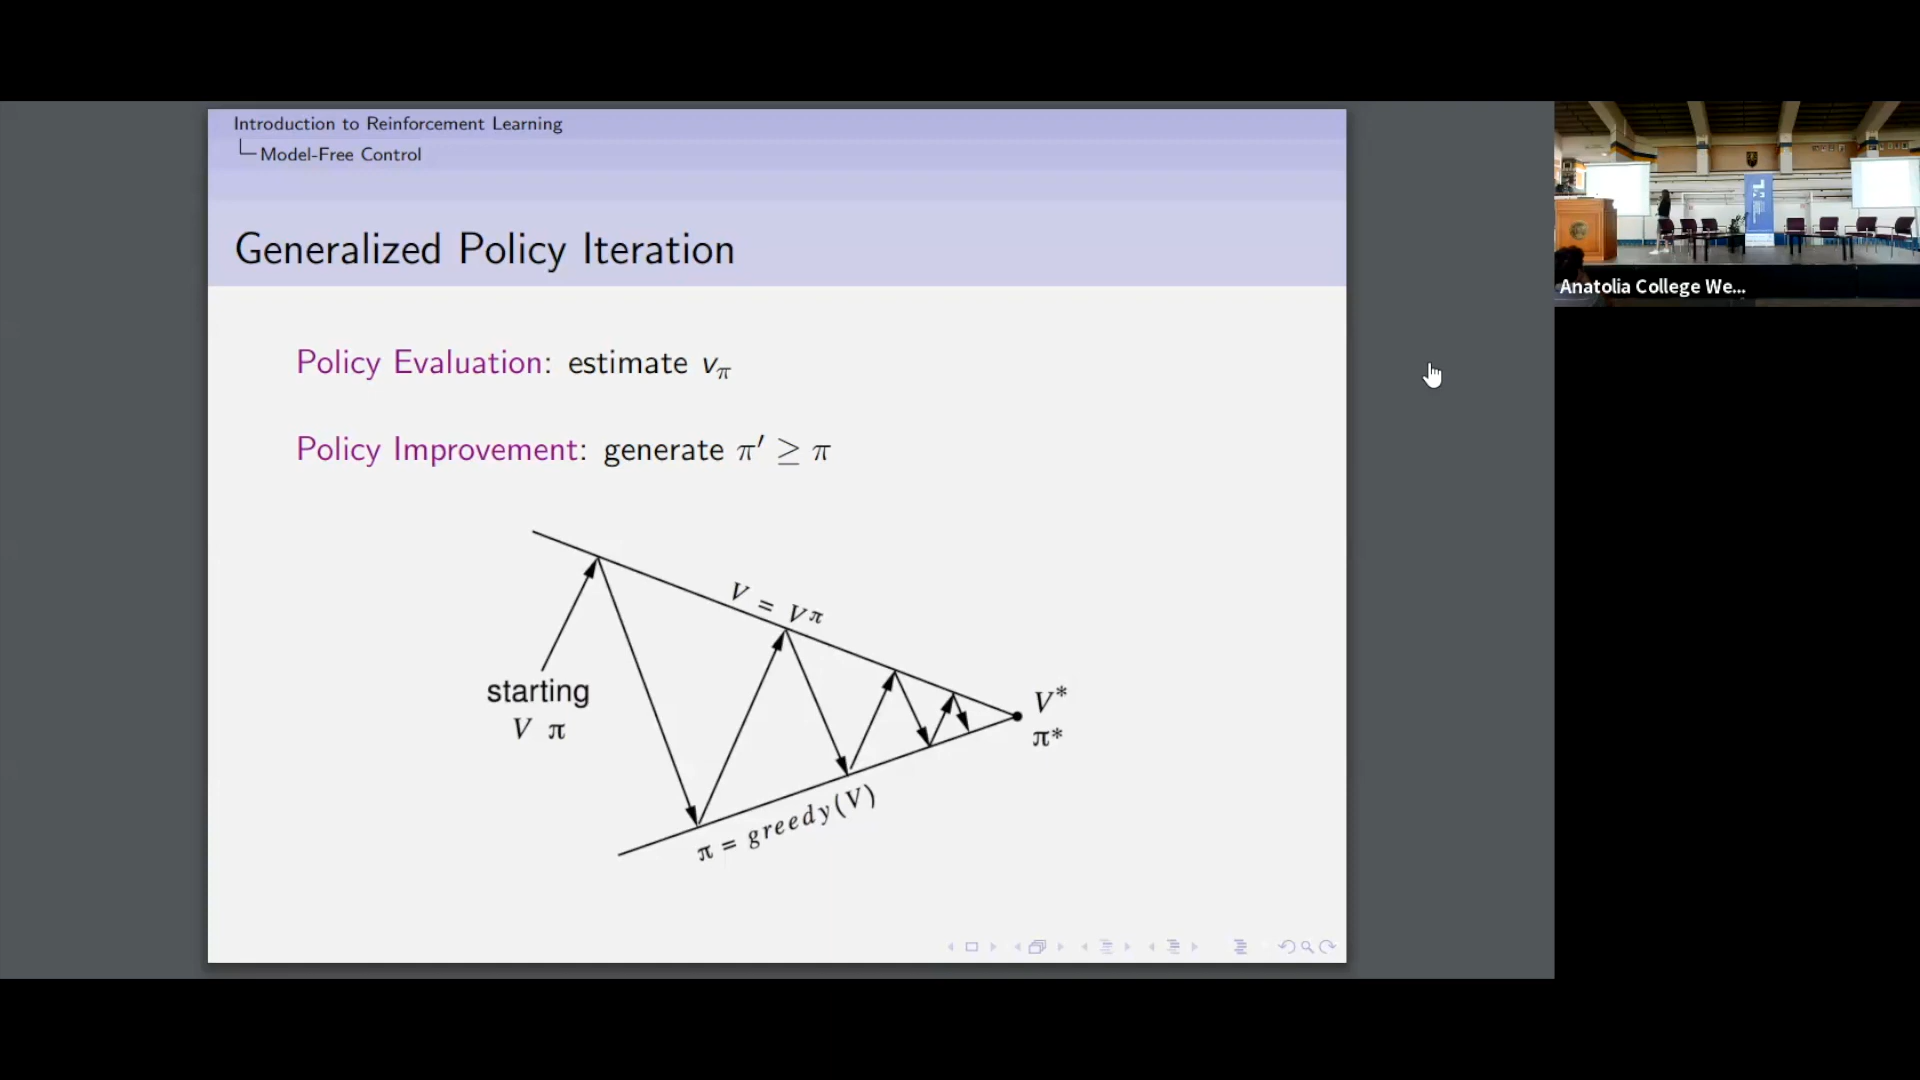 Introduction to Reinforcement Learning
Model-Free Control
Generalized Policy Iteration
Policy Evaluation: estimate vπ
Policy Improvement: generate π′ ≥ π
V = Vπ
starting
V π
V*
π*
π = greedy(V)
Anatolia College We...